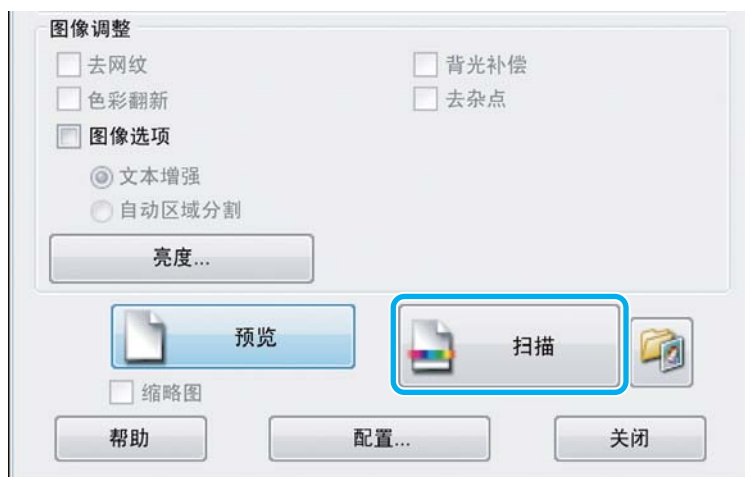 图像调整
去网纹 背光补偿
色彩翻新 去杂点
图像选项
文本增强
自动区域分割
亮度...
预览 扫描
缩略图
帮助 配置... 关闭